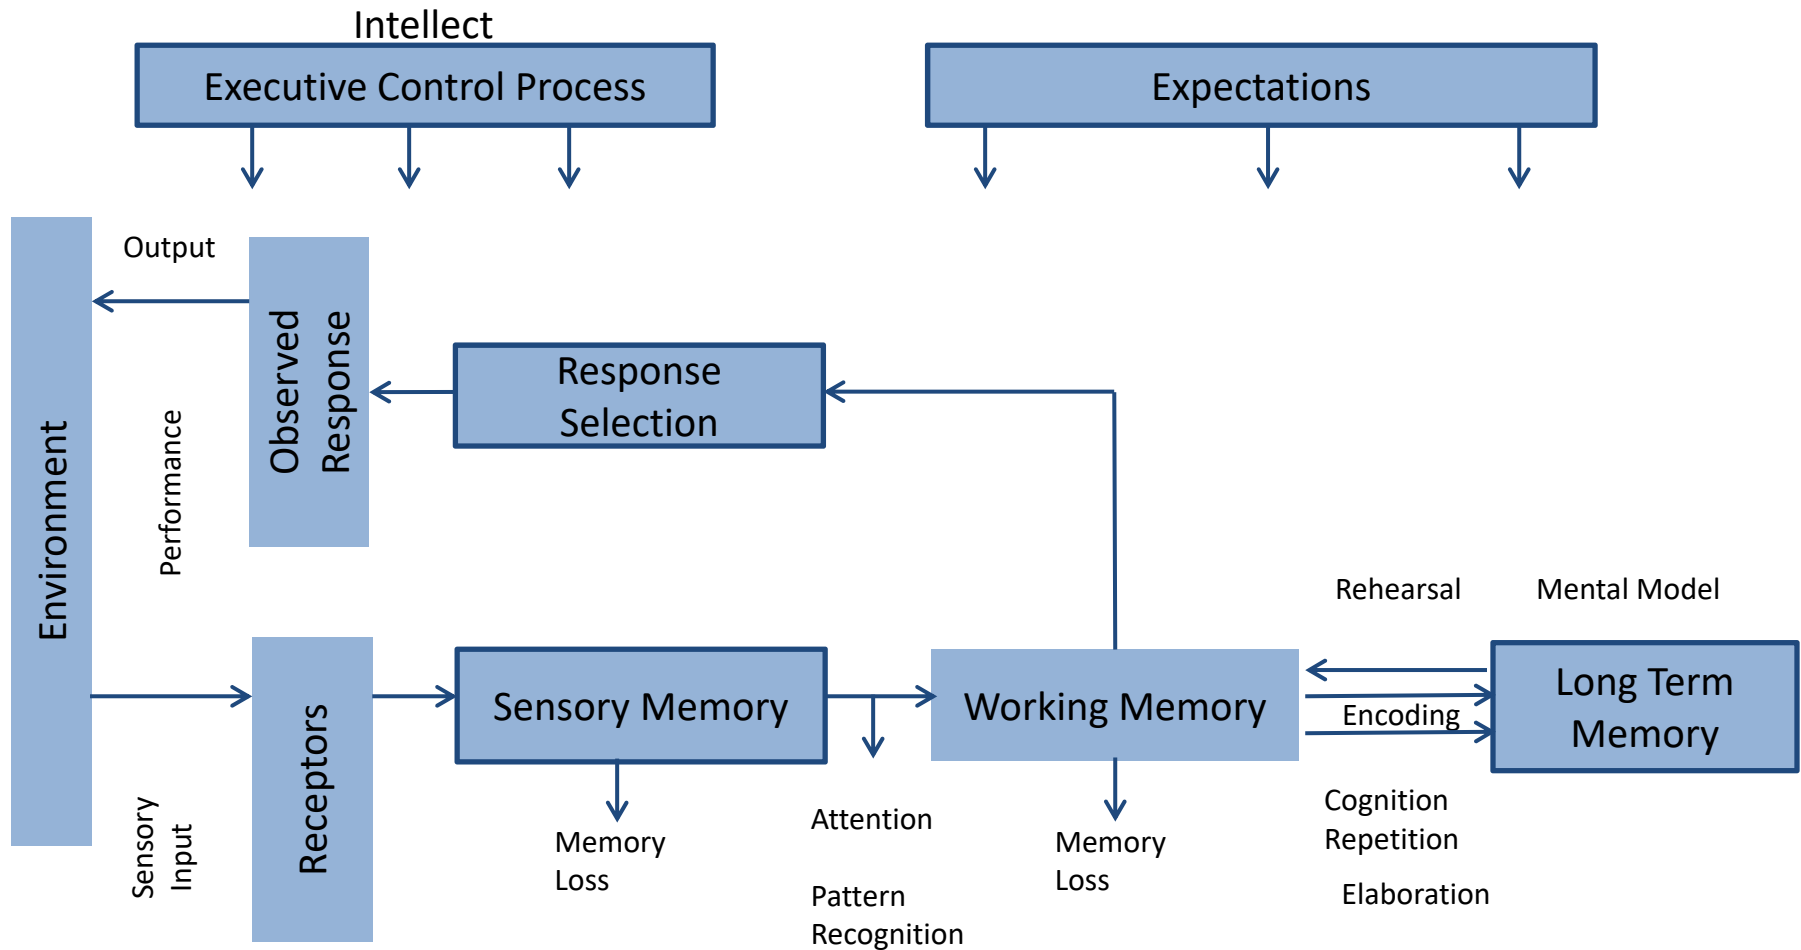 Intellect
Executive Control Process
Expectations
Output
Observed
Response
Response
Selection
Environment
Performance
Rehearsal
Mental Model
Receptors
Sensory Memory
Working Memory
Encoding
Long Term
Memory
Sensory
Input
Memory
Loss
Attention
Pattern
Recognition
Memory
Loss
Cognition
Repetition
Elaboration